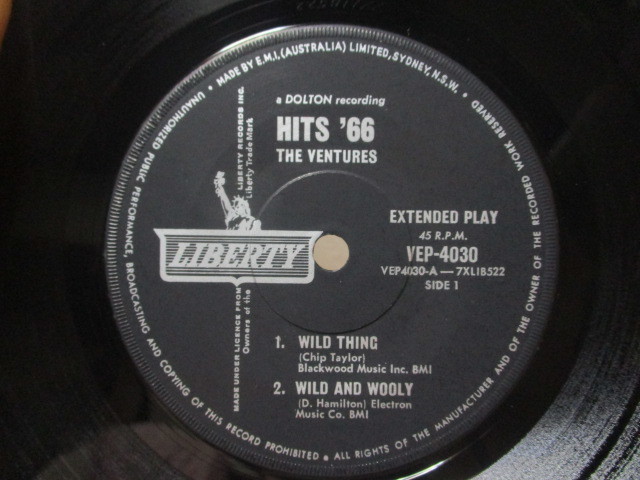 MADE BY E.M.I. (AUSTRALIA) LIMITED, SYDNEY, N.S.W. • ALL RIGHTS OF THE MANUFACTURER AND OF THE OWNER OF THE RECORDED WORK RESERVED
UNAUTHORIZED PUBLIC PERFORMANCE, BROADCASTING AND COPYING OF THIS RECORD PROHIBITED •
a DOLTON recording
HITS '66
THE VENTURES
LIBERTY RECORDS INC.
Liberty Trade Mark
LIBERTY
MADE UNDER LICENCE FROM
Owners of the
EXTENDED PLAY
45 R.P.M.
VEP-4030
VEP4030-A — 7XLIB522
SIDE 1
1. WILD THING
(Chip Taylor)
Blackwood Music Inc. BMI
2. WILD AND WOOLY
(D. Hamilton) Electron
Music Co. BMI